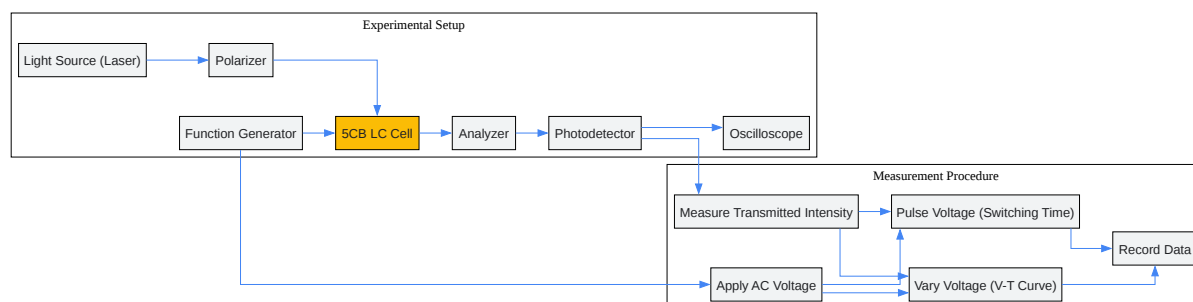 Experimental Setup
Light Source (Laser)
Polarizer
Function Generator
5CB LC Cell
Analyzer
Photodetector
Oscilloscope
Measurement Procedure
Measure Transmitted Intensity
Pulse Voltage (Switching Time)
Record Data
Apply AC Voltage
Vary Voltage (V-T Curve)